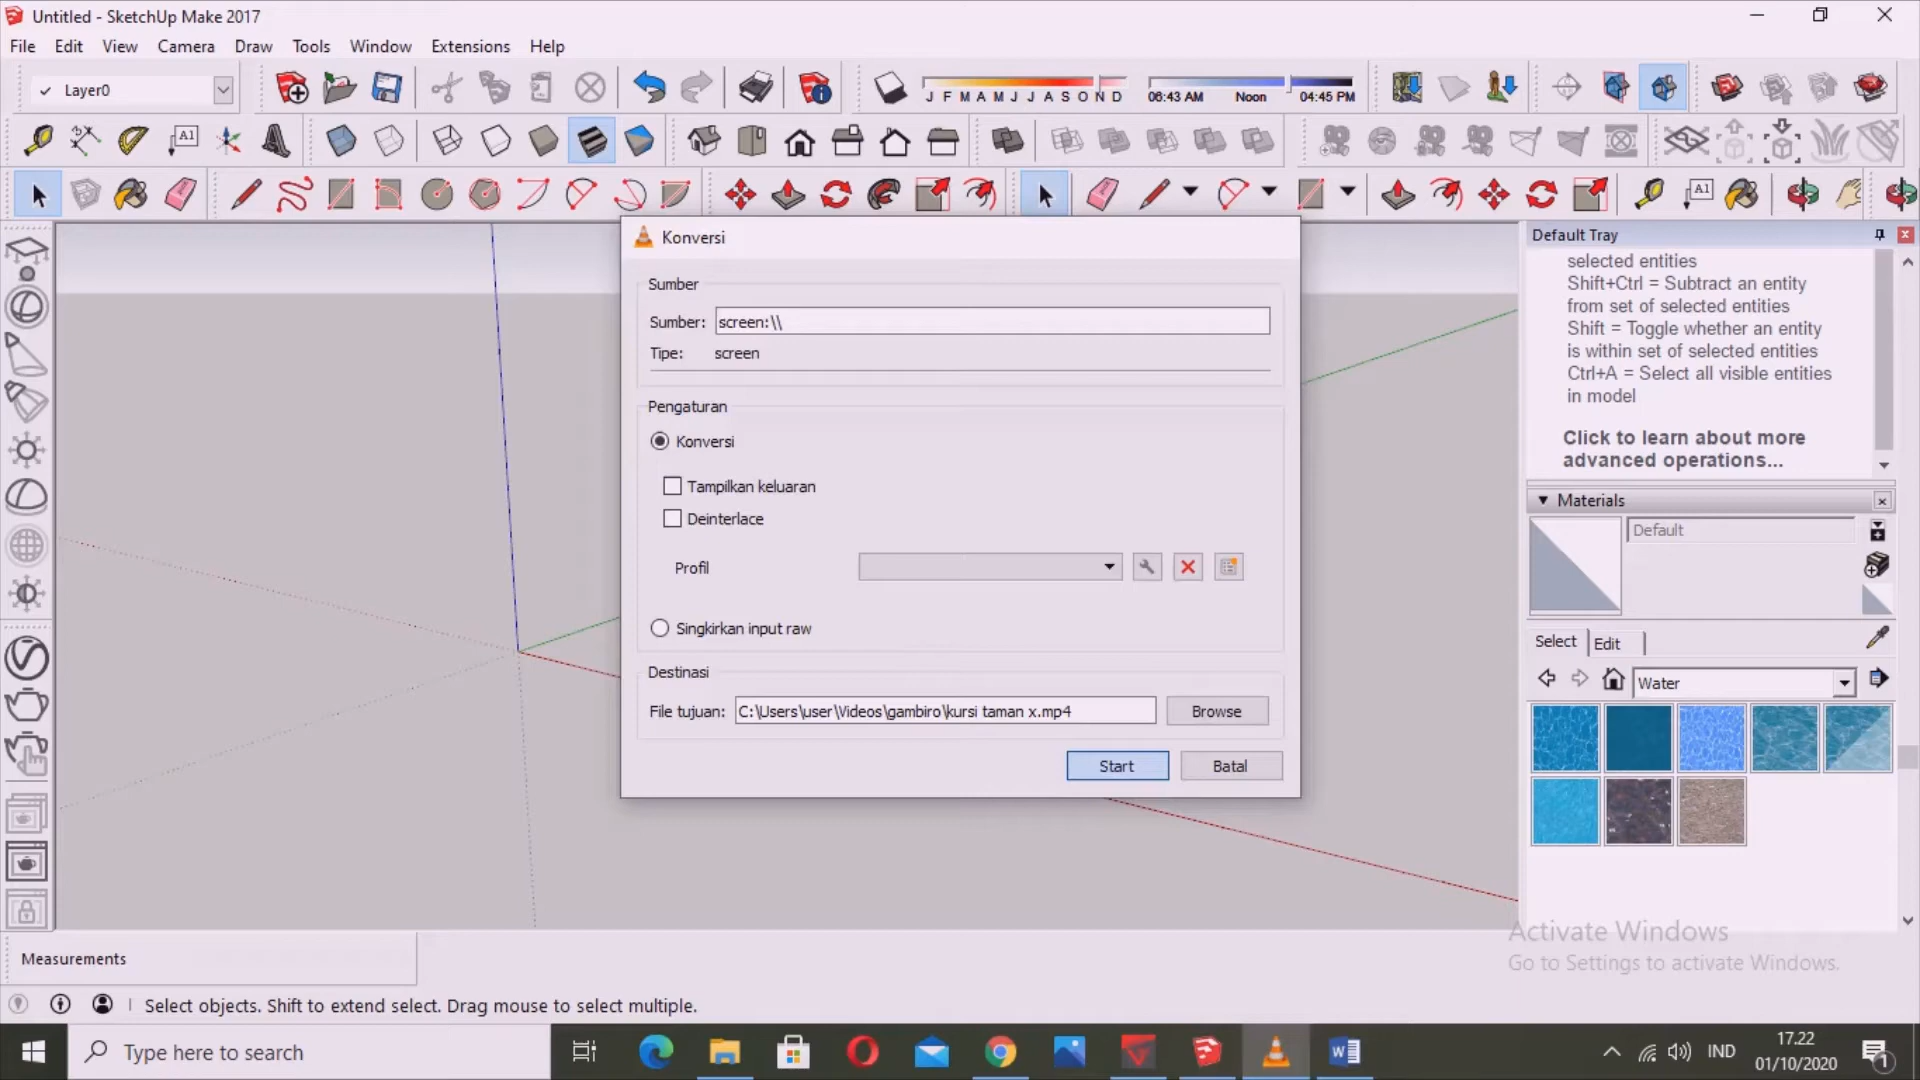 Untitled - SketchUp Make 2017
File Edit View Camera Draw Tools Window Extensions Help
Layer0
J F M A M J J A S O N D
06:43 AM Noon 04:45 PM
A1
A1
Konversi
Sumber
Sumber: screen:\\
Tipe: screen
Pengaturan
Konversi
Tampilkan keluaran
Deinterlace
Profil
Singkirkan input raw
Destinasi
File tujuan: C:\Users\user\Videos\gambiro\kursi taman x.mp4 Browse
Start Batal
Default Tray
selected entities
Shift+Ctrl = Subtract an entity
from set of selected entities
Shift = Toggle whether an entity
is within set of selected entities
Ctrl+A = Select all visible entities
in model
Click to learn about more
advanced operations...
Materials
Default
Select Edit
Water
Activate Windows
Go to Settings to activate Windows.
Measurements
Select objects. Shift to extend select. Drag mouse to select multiple.
Type here to search
IND
17.22
01/10/2020
1